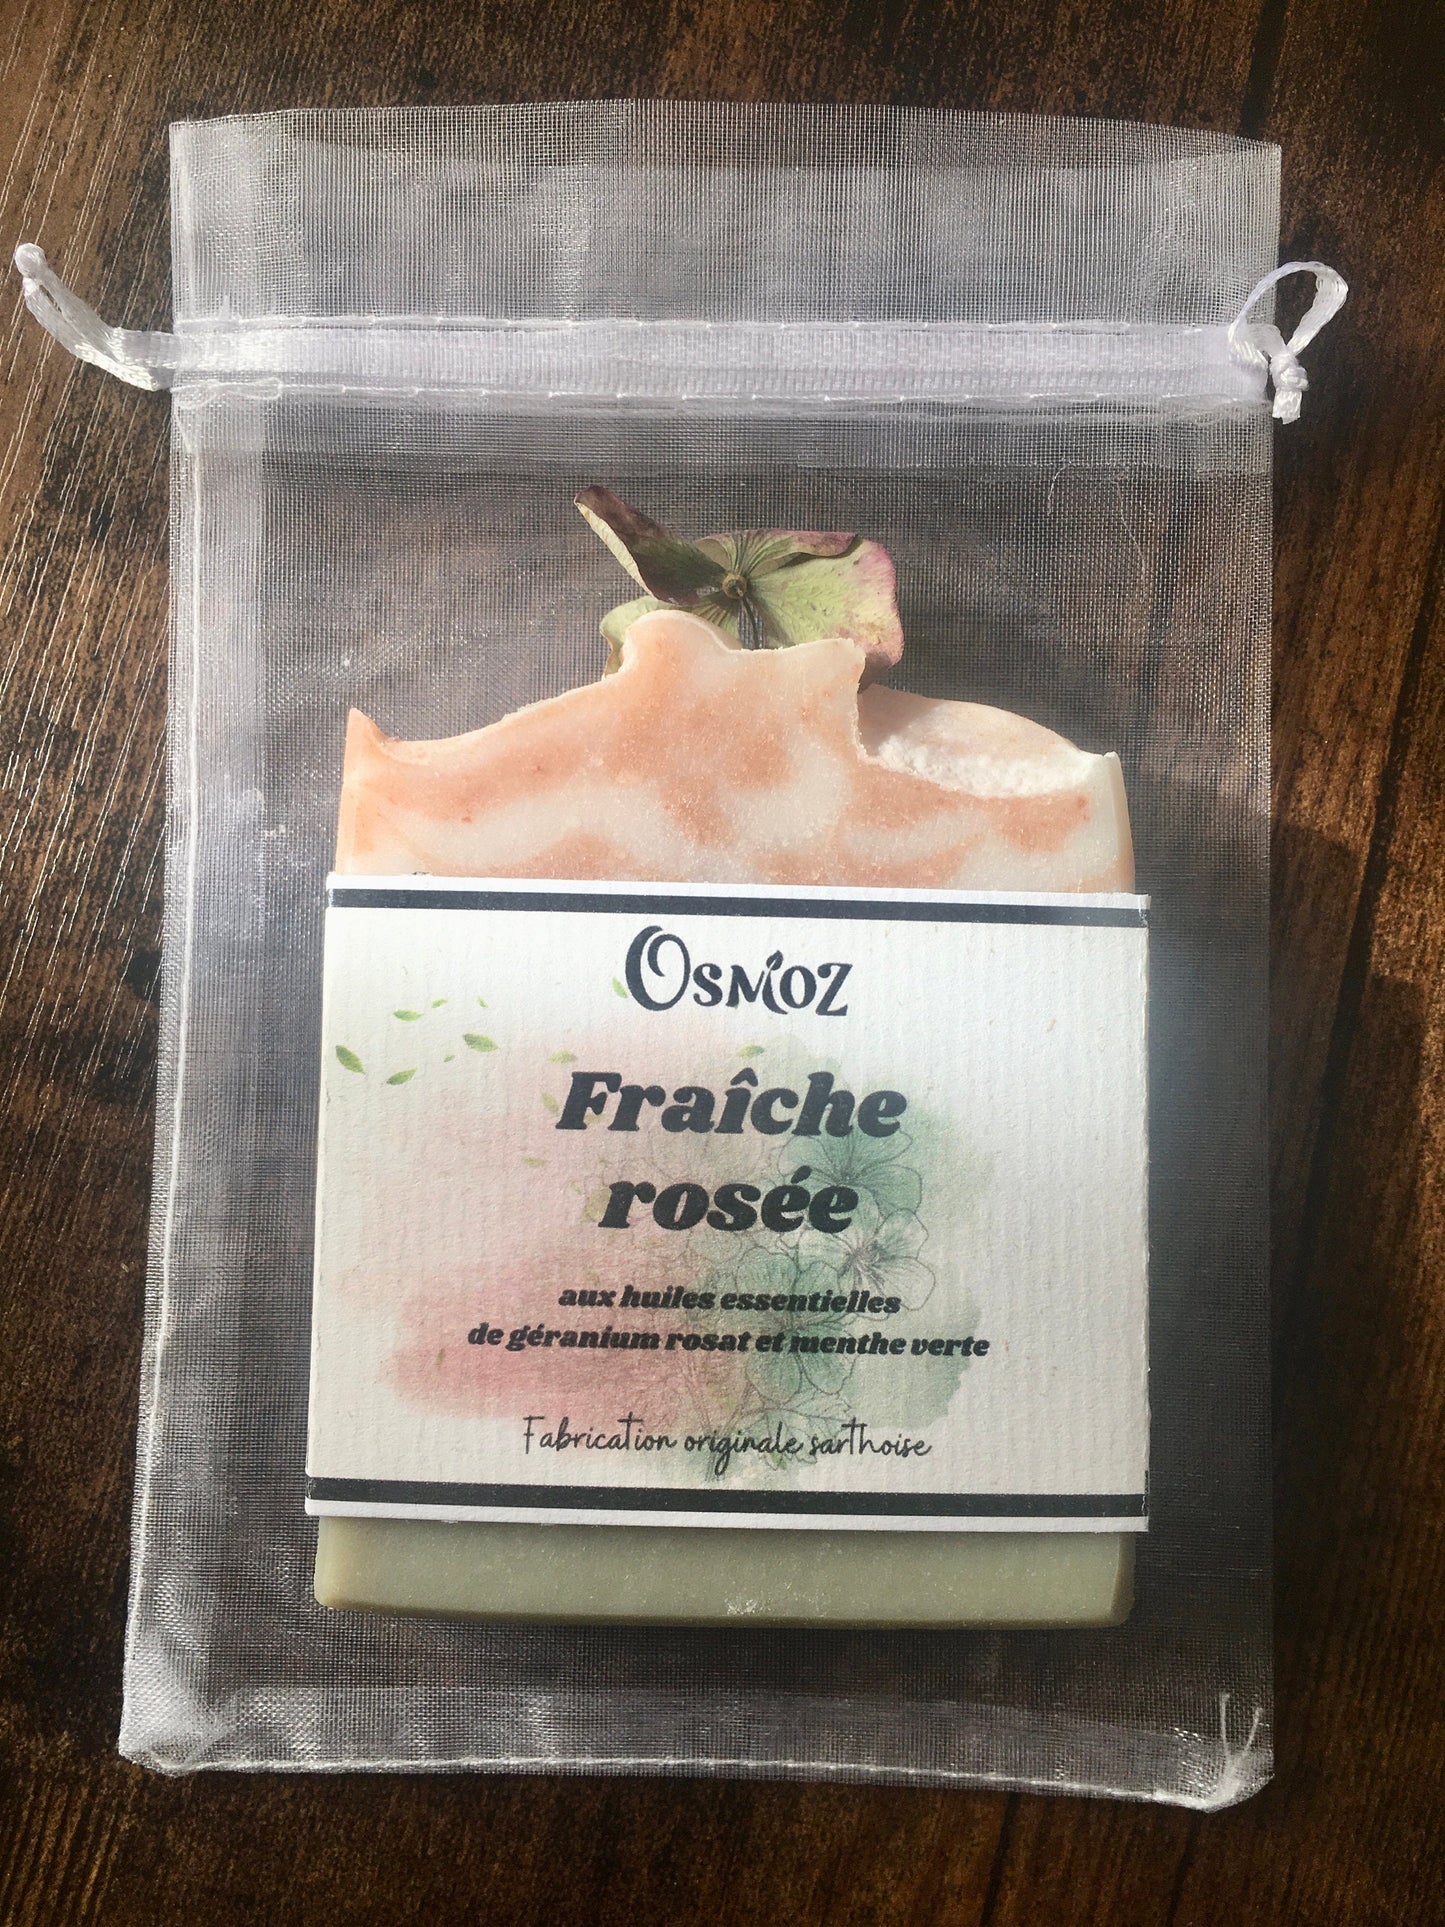 Osmoz
Fraîche
rosée
aux huiles essentielles
de géranium rosat et menthe verte
Fabrication originale sarthoise